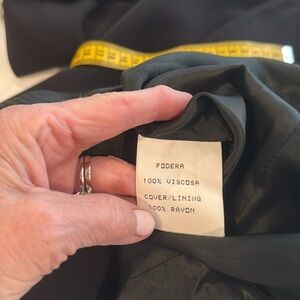 FODERA
100% VISCOSA
COVER/LINING
100% RAYON